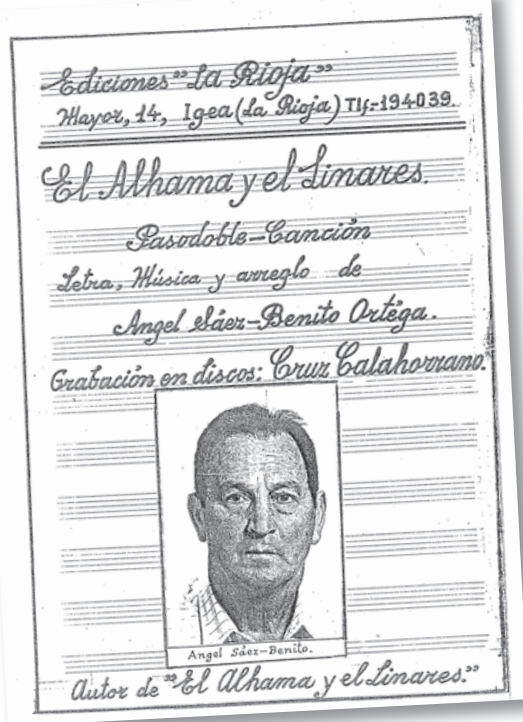 Ediciones "La Rioja"
Mayor, 14, Igea (La Rioja) Tlf.-194039.
El Alhama y el Linares.
Pasodoble-Canción
Letra, Música y arreglo de
Angel Sáez-Benito Ortéga.
Grabación en discos: Cruz Calahorrano.
Angel Sáez-Benito.
Autor de "El Alhama y el Linares."